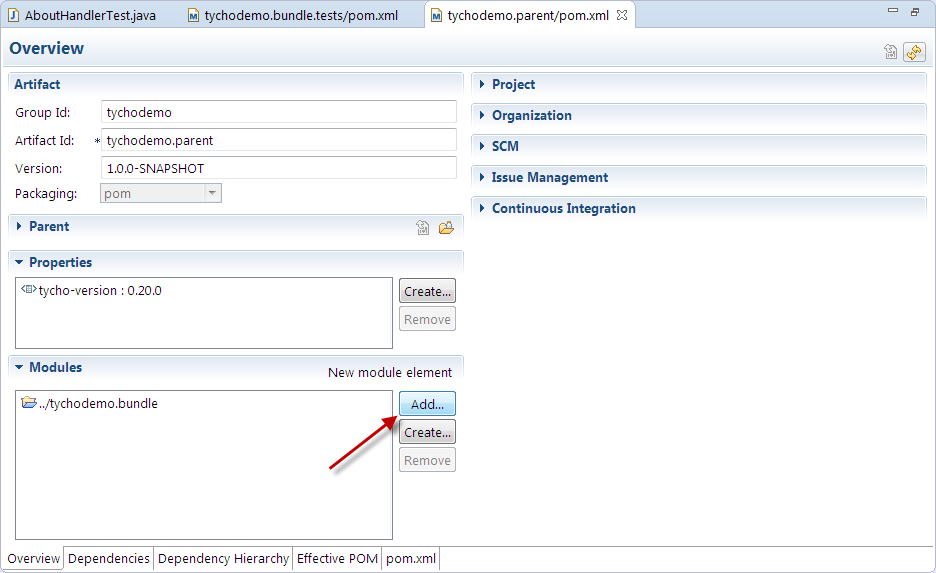 AboutHandlerTest.java tychodemo.bundle.tests/pom.xml tychodemo.parent/pom.xml
Overview
Artifact
Group Id: tychodemo
Artifact Id: * tychodemo.parent
Version: 1.0.0-SNAPSHOT
Packaging: pom
Parent
Properties
tycho-version : 0.20.0
Create...
Remove
Modules
New module element
../tychodemo.bundle
Add...
Create...
Remove
Project
Organization
SCM
Issue Management
Continuous Integration
Overview Dependencies Dependency Hierarchy Effective POM pom.xml